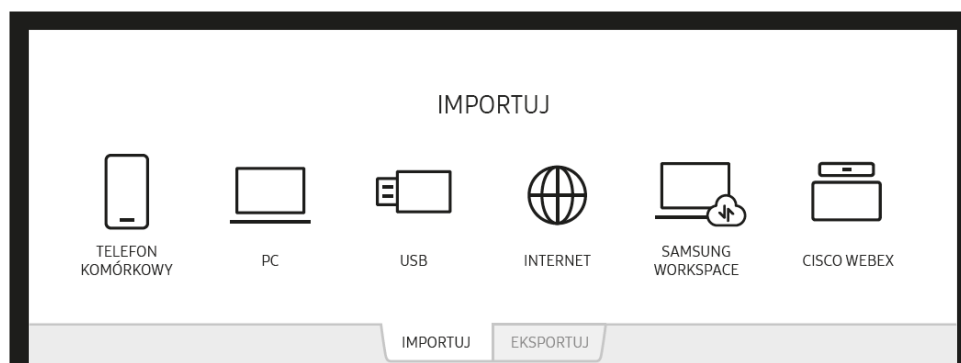 IMPORTUJ
TELEFON
KOMÓRKOWY
PC
USB
INTERNET
SAMSUNG
WORKSPACE
CISCO WEBEX
IMPORTUJ
EKSPORTUJ